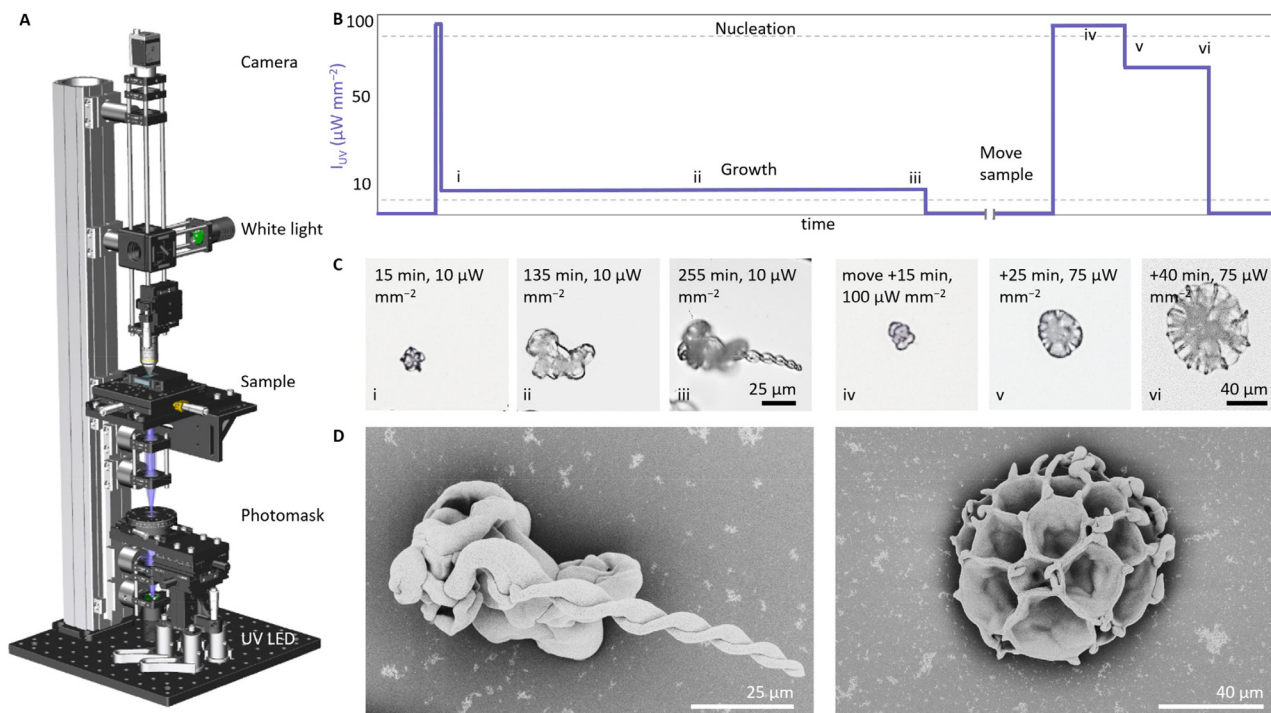 A
Camera
White light
Sample
Photomask
UV LED
B
100
50
10
I_UV (μW mm⁻²)
Nucleation
Growth
Move
sample
time
i
ii
iii
iv
v
vi
C
15 min, 10 μW
mm⁻²
i
135 min, 10 μW
mm⁻²
ii
255 min, 10 μW
mm⁻²
iii
25 μm
move +15 min,
100 μW mm⁻²
iv
+25 min, 75 μW
mm⁻²
v
+40 min, 75 μW
mm⁻²
vi
40 μm
D
25 μm
40 μm